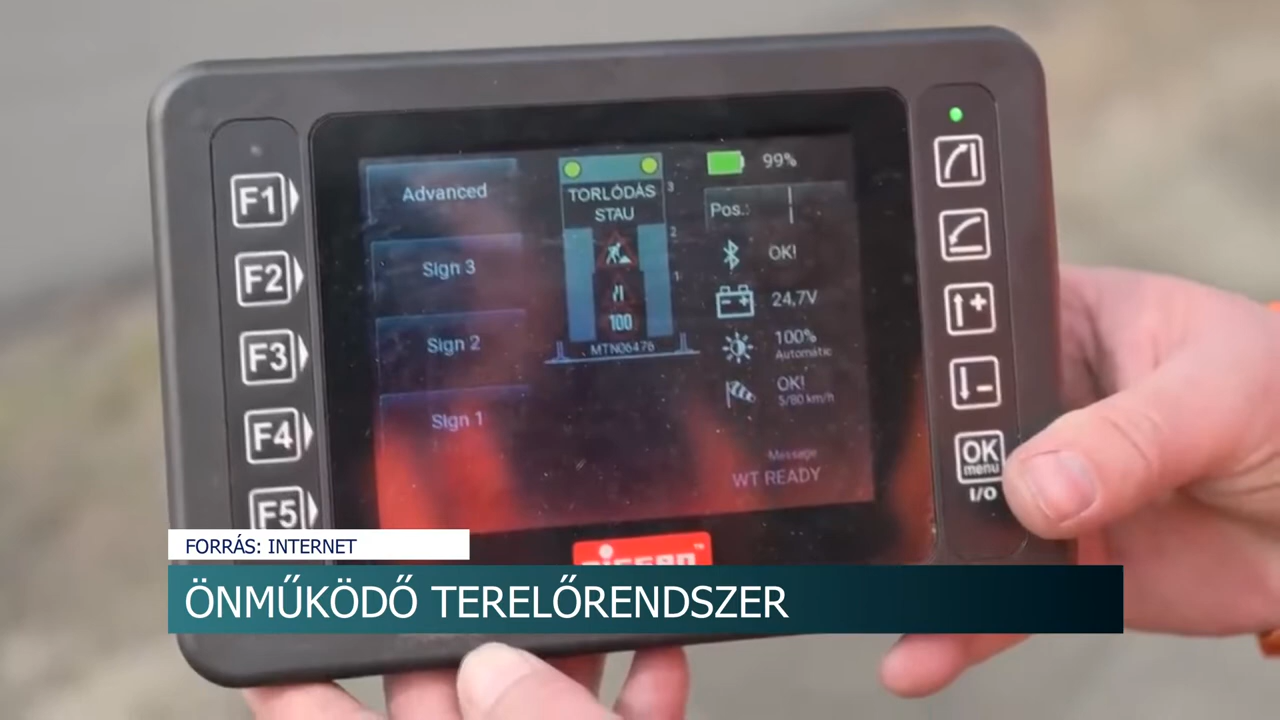 F1
F2
F3
F4
F5
Advanced
Sign 3
Sign 2
Sign 1
TORLÓDÁS
STAU
3
2
1
100
MTN06476
99%
Pos.:
OK!
24,7V
100%
Automatic
OK!
5/80 km/h
Message
WT READY
+
-
OK
menu
I/O
nissen™
FORRÁS: INTERNET
ÖNMŰKÖDŐ TERELŐRENDSZER